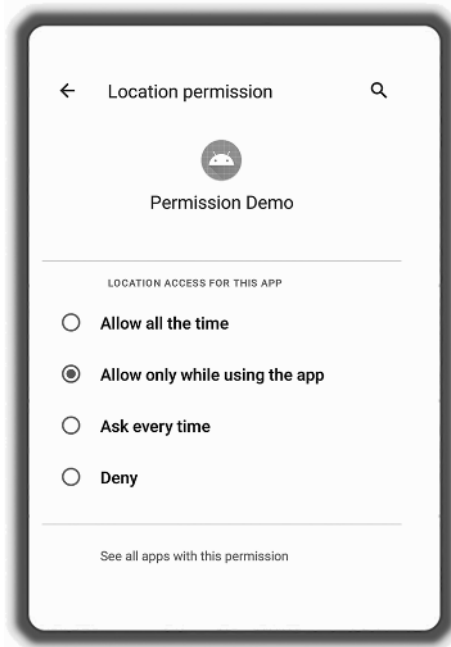 Location permission
Permission Demo
LOCATION ACCESS FOR THIS APP
Allow all the time
Allow only while using the app
Ask every time
Deny
See all apps with this permission